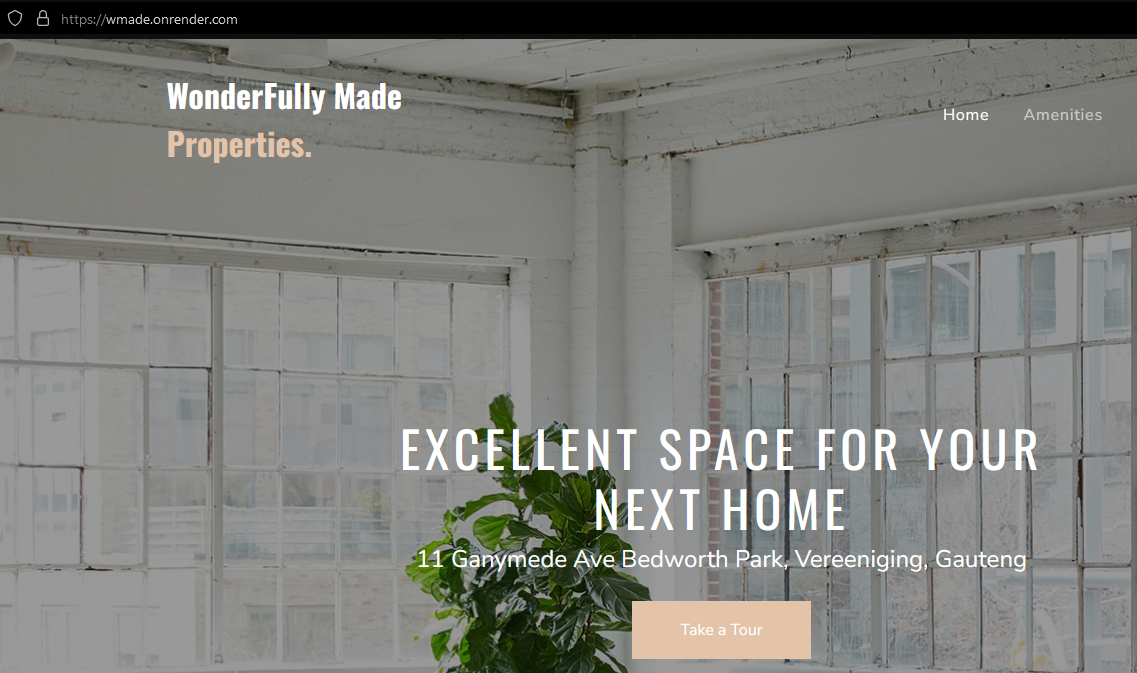 https://wmade.onrender.com
WonderFully Made
Properties.
Home
Amenities
EXCELLENT SPACE FOR YOUR
NEXT HOME
11 Ganymede Ave Bedworth Park, Vereeniging, Gauteng
Take a Tour